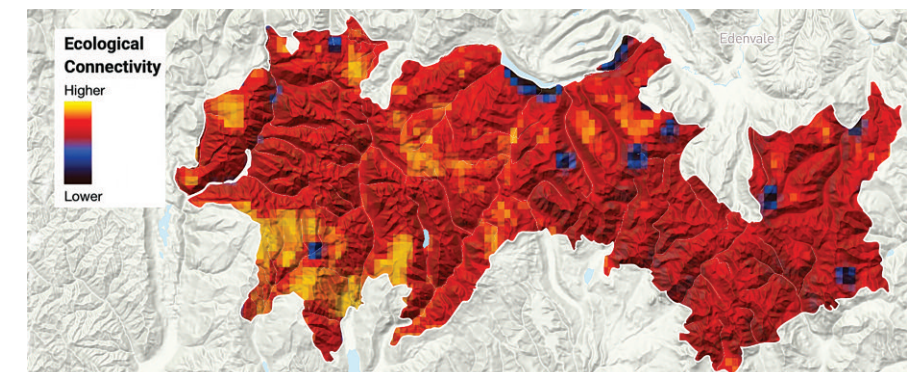 Ecological
Connectivity
Higher
Lower
Edenvale